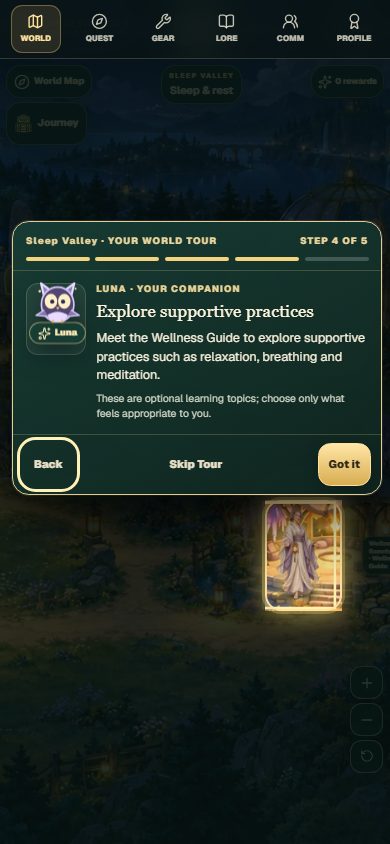 WORLD
QUEST
GEAR
LORE
COMM
PROFILE
World Map
SLEEP VALLEY
Sleep & rest
0 rewards
Journey
Sleep Valley · YOUR WORLD TOUR
STEP 4 OF 5
LUNA · YOUR COMPANION
Luna
Explore supportive practices
Meet the Wellness Guide to explore supportive
practices such as relaxation, breathing and
meditation.
These are optional learning topics; choose only what
feels appropriate to you.
Back
Skip Tour
Got it